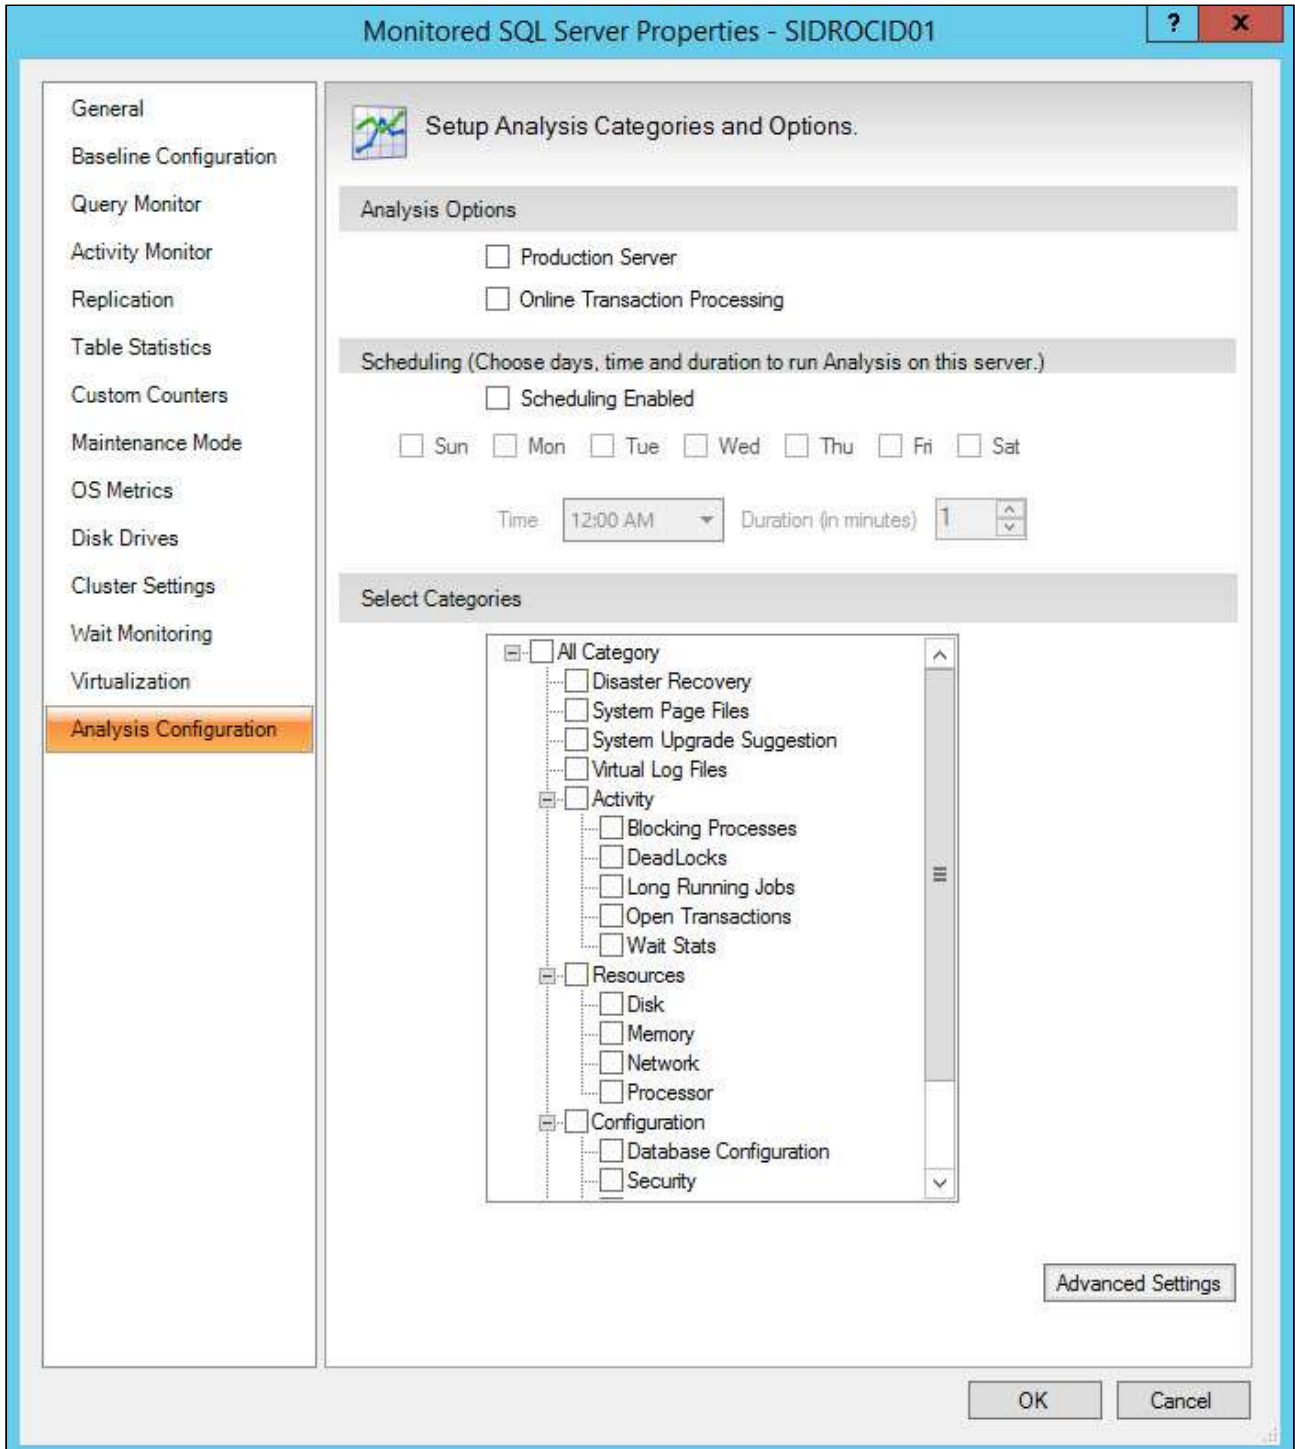 Monitored SQL Server Properties - SIDROCID01
? x
General
Baseline Configuration
Query Monitor
Activity Monitor
Replication
Table Statistics
Custom Counters
Maintenance Mode
OS Metrics
Disk Drives
Cluster Settings
Wait Monitoring
Virtualization
Analysis Configuration
Setup Analysis Categories and Options.
Analysis Options
Production Server
Online Transaction Processing
Scheduling (Choose days, time and duration to run Analysis on this server.)
Scheduling Enabled
Sun Mon Tue Wed Thu Fri Sat
Time 12:00 AM Duration (in minutes) 1
Select Categories
All Category
Disaster Recovery
System Page Files
System Upgrade Suggestion
Virtual Log Files
Activity
Blocking Processes
DeadLocks
Long Running Jobs
Open Transactions
Wait Stats
Resources
Disk
Memory
Network
Processor
Configuration
Database Configuration
Security
Advanced Settings
OK Cancel